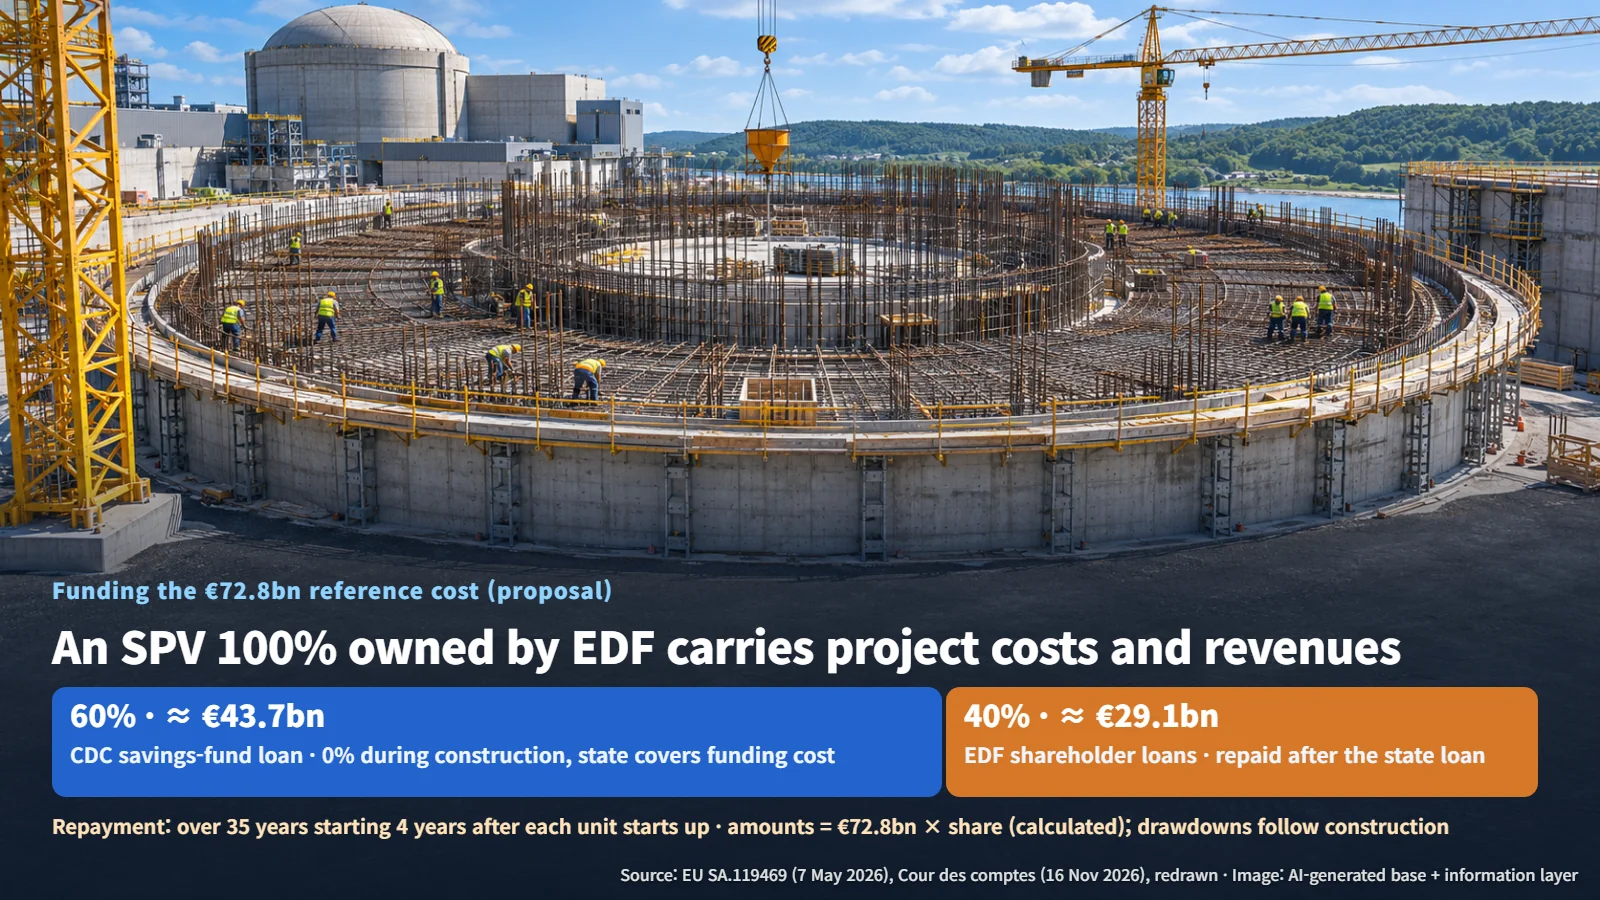 Funding the €72.8bn reference cost (proposal)
An SPV 100% owned by EDF carries project costs and revenues
60% · ≈ €43.7bn
CDC savings-fund loan · 0% during construction, state covers funding cost
40% · ≈ €29.1bn
EDF shareholder loans · repaid after the state loan
Repayment: over 35 years starting 4 years after each unit starts up · amounts = €72.8bn × share (calculated); drawdowns follow construction
Source: EU SA.119469 (7 May 2026), Cour des comptes (16 Nov 2026), redrawn · Image: AI-generated base + information layer